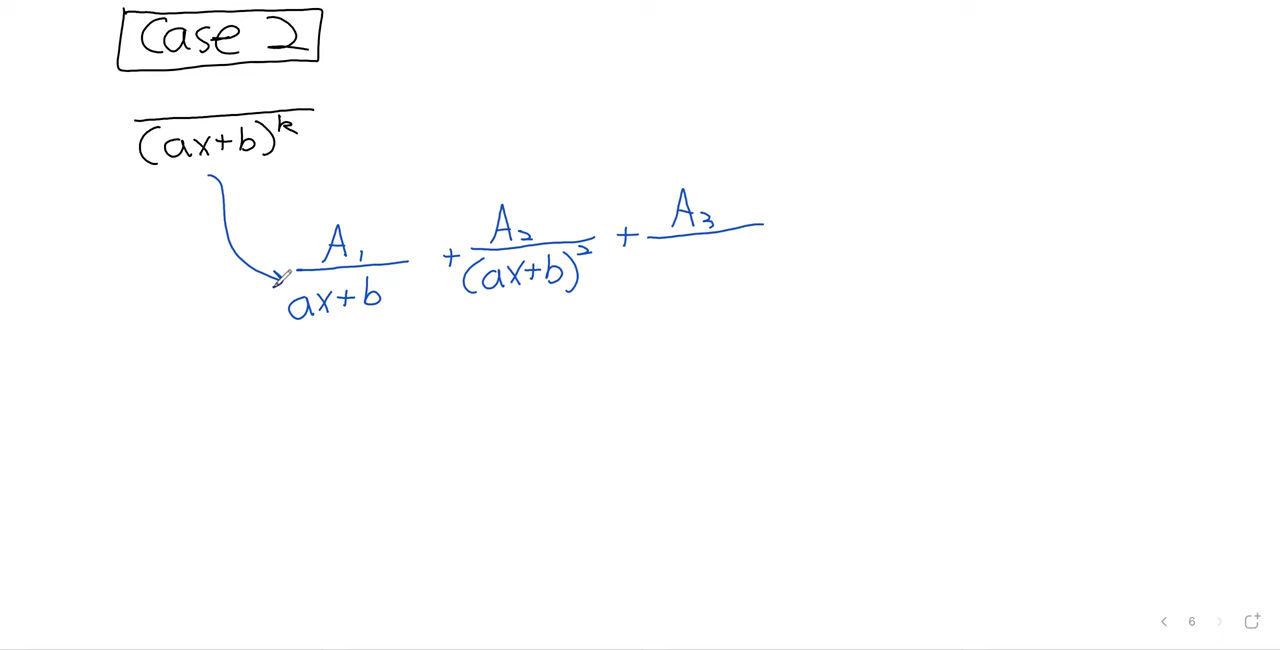 Case 2
(ax+b)^k
A₁ + A₂ + A₃
ax+b (ax+b)²
6